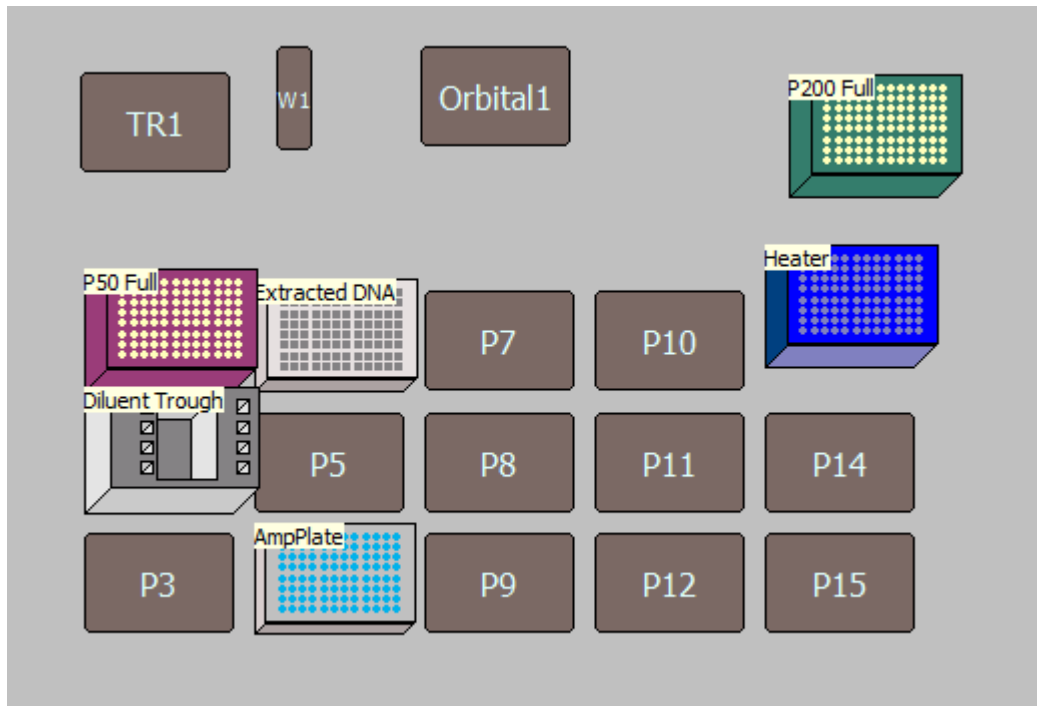 TR1
W1
Orbital1
P200 Full
P50 Full
Extracted DNA
P7
P10
Heater
Diluent Trough
P5
P8
P11
P14
P3
AmpPlate
P9
P12
P15